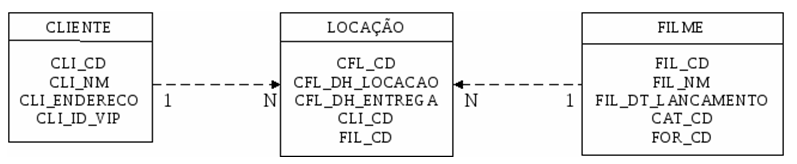 CLIENTE
CLI_CD
CLI_NM
CLI_ENDERECO
CLI_ID_VIP
1
N
LOCAÇÃO
CFL_CD
CFL_DH_LOCACAO
CFL_DH_ENTREGA
CLI_CD
FIL_CD
N
1
FILME
FIL_CD
FIL_NM
FIL_DT_LANCAMENTO
CAT_CD
FOR_CD